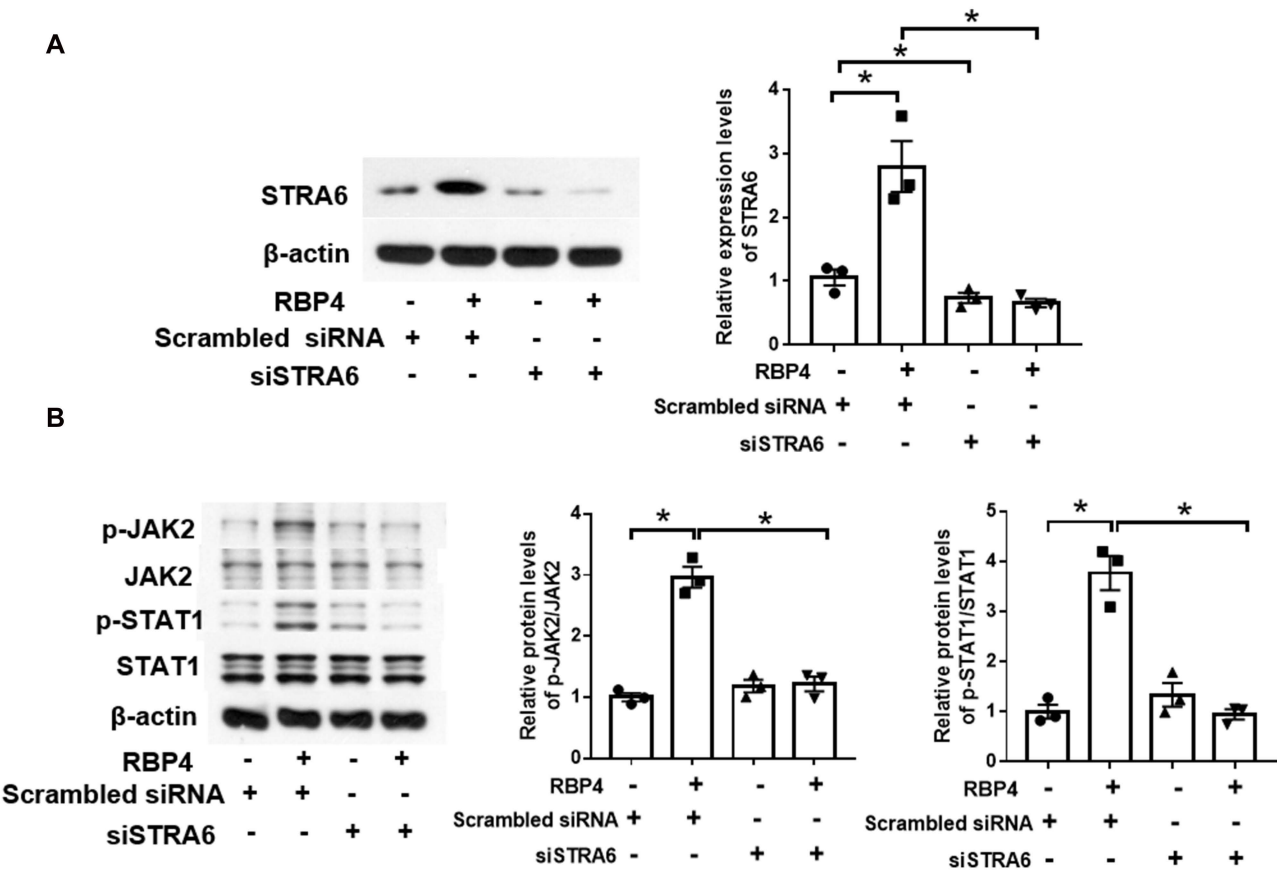 A
STRA6
β-actin
RBP4 - + - +
Scrambled siRNA + + - -
siSTRA6 - - + +
* * *
Relative expression levels
of STRA6
4
3
2
1
0
RBP4 - + - +
Scrambled siRNA + + - -
siSTRA6 - - + +
B
p-JAK2
JAK2
p-STAT1
STAT1
β-actin
RBP4 - + - +
Scrambled siRNA + + - -
siSTRA6 - - + +
* *
Relative protein levels
of p-JAK2/JAK2
4
3
2
1
0
RBP4 - + - +
Scrambled siRNA + + - -
siSTRA6 - - + +
* *
Relative protein levels
of p-STAT1/STAT1
5
4
3
2
1
0
RBP4 - + - +
Scrambled siRNA + + - -
siSTRA6 - - + +